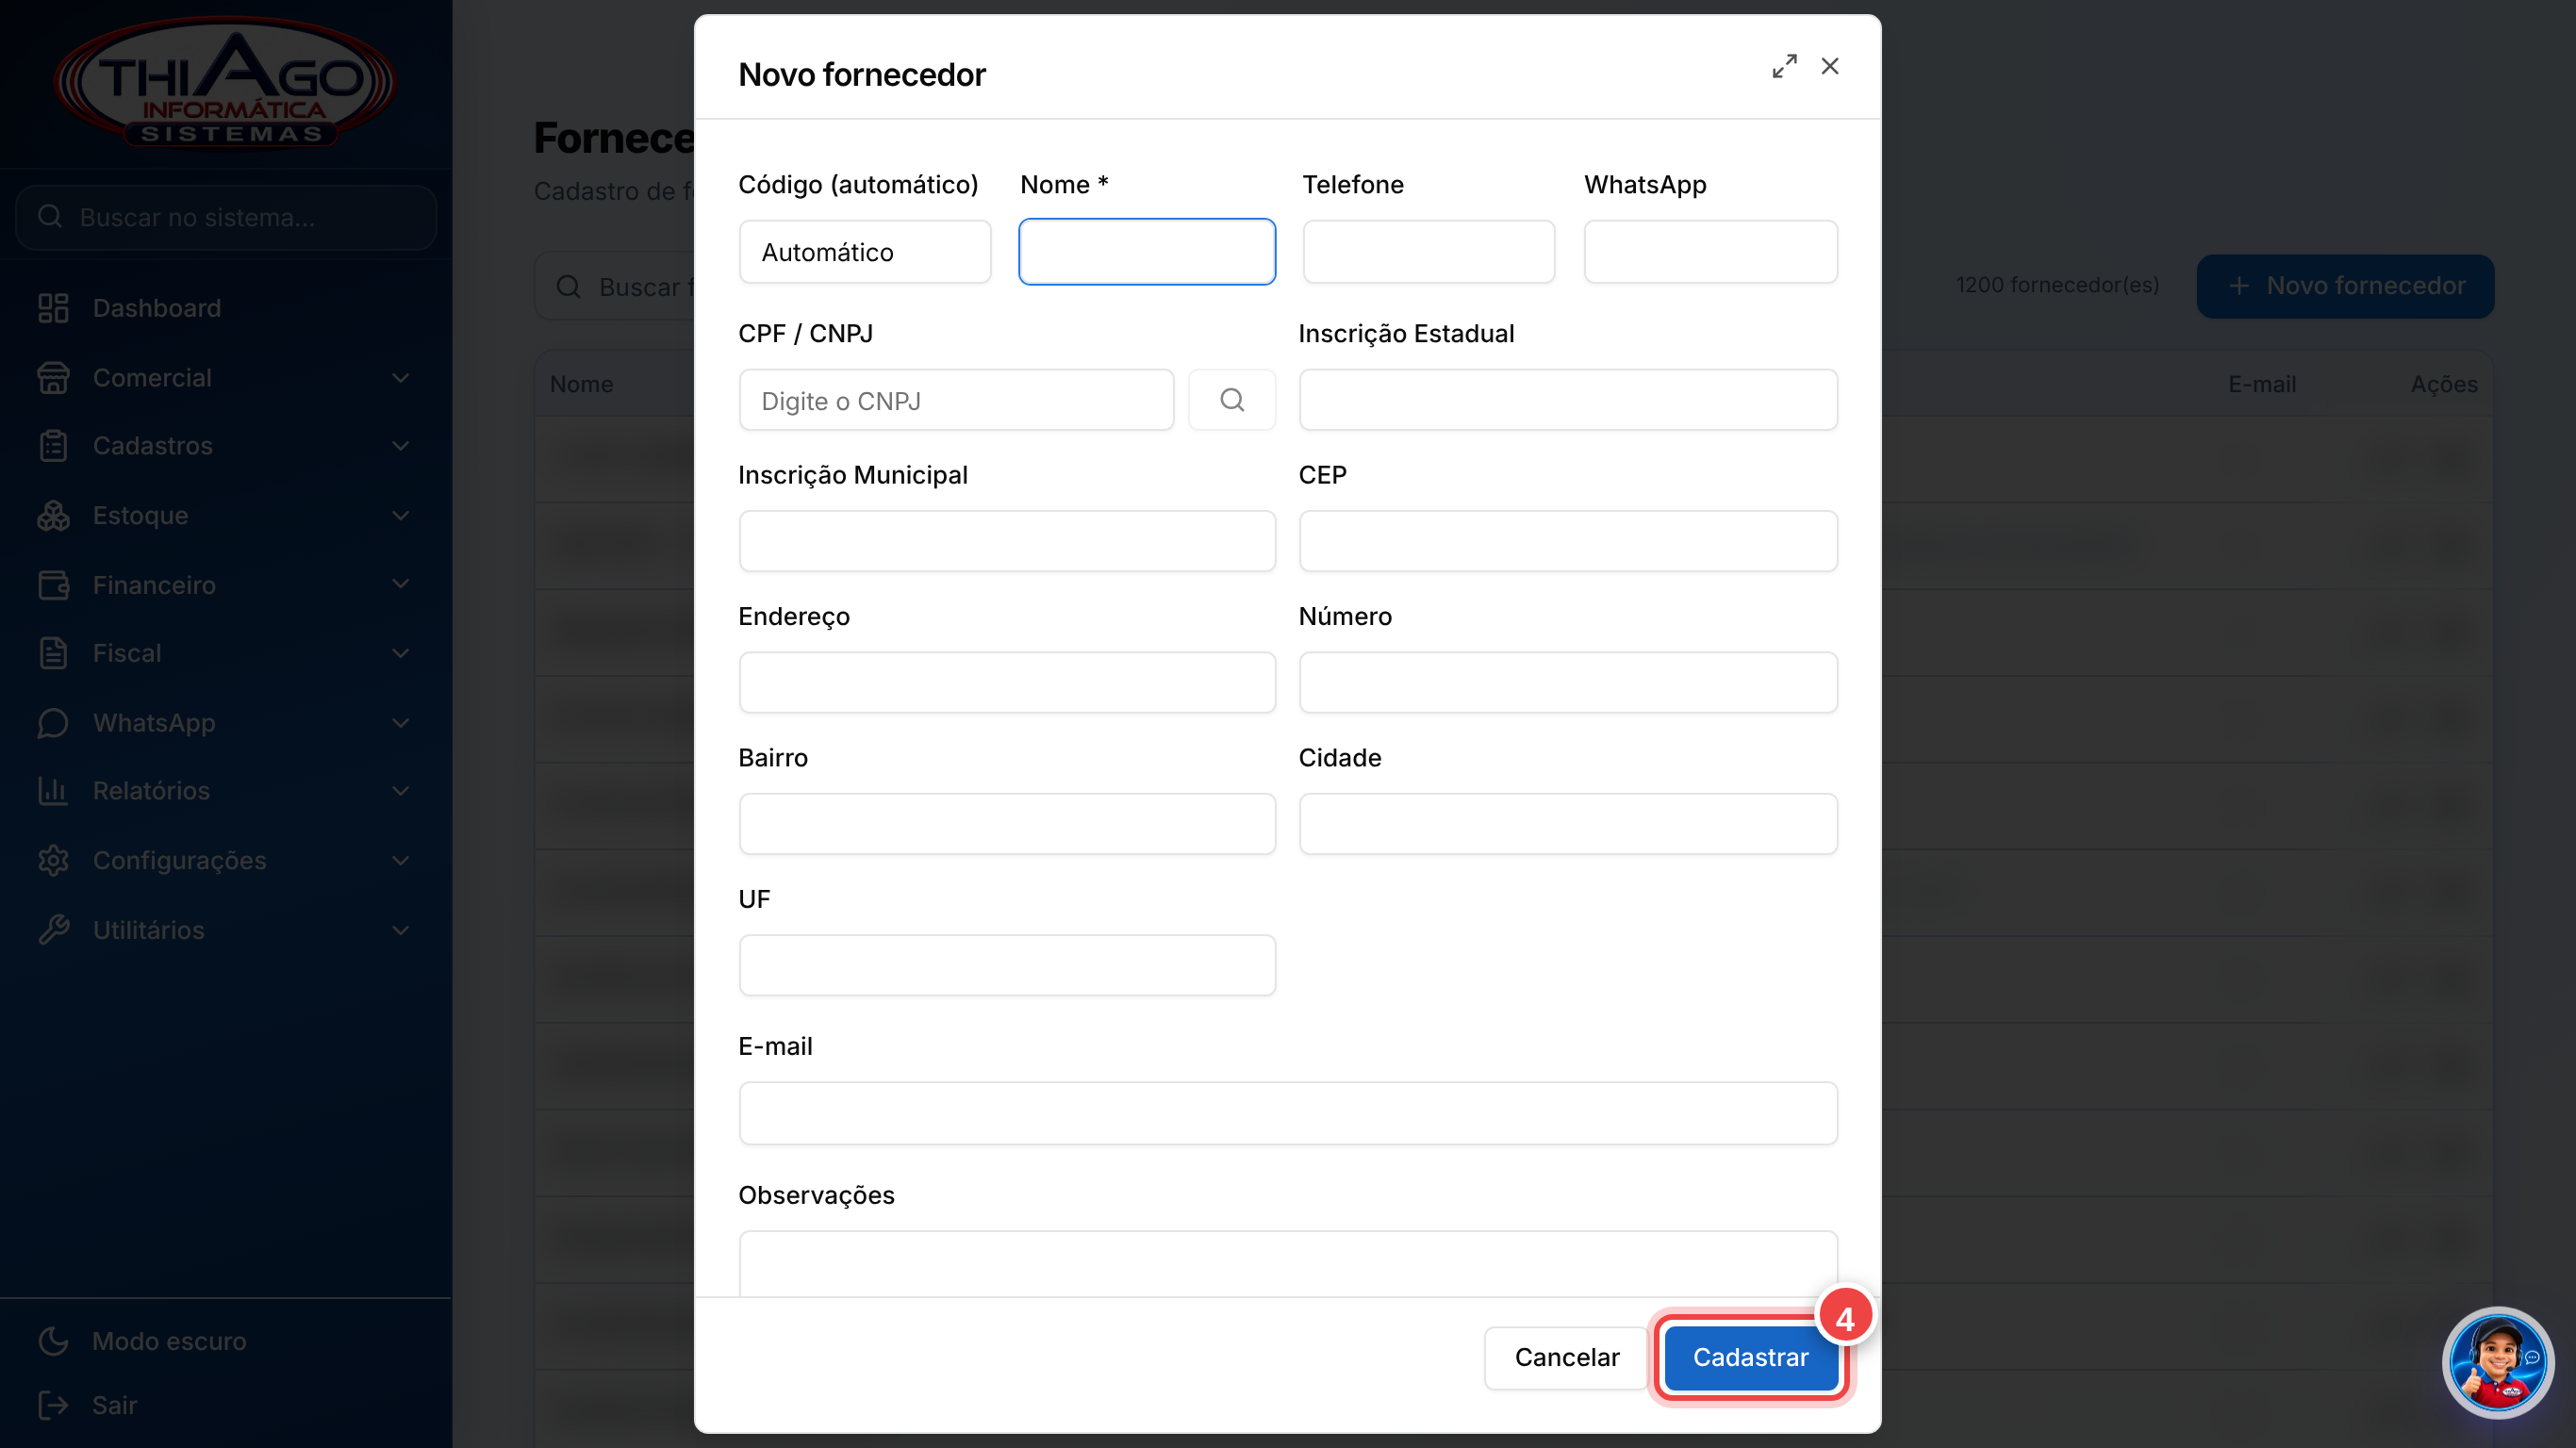 THIAGO
INFORMÁTICA
SISTEMAS
Buscar no sistema...
Dashboard
Comercial
Cadastros
Estoque
Financeiro
Fiscal
WhatsApp
Relatórios
Configurações
Utilitários
Modo escuro
Sair
Fornece
Cadastro de f
Buscar f
1200 fornecedor(es)
+ Novo fornecedor
Nome
E-mail
Ações
Novo fornecedor
Código (automático)
Nome *
Telefone
WhatsApp
Automático
CPF / CNPJ
Inscrição Estadual
Digite o CNPJ
Inscrição Municipal
CEP
Endereço
Número
Bairro
Cidade
UF
E-mail
Observações
Cancelar
Cadastrar
4